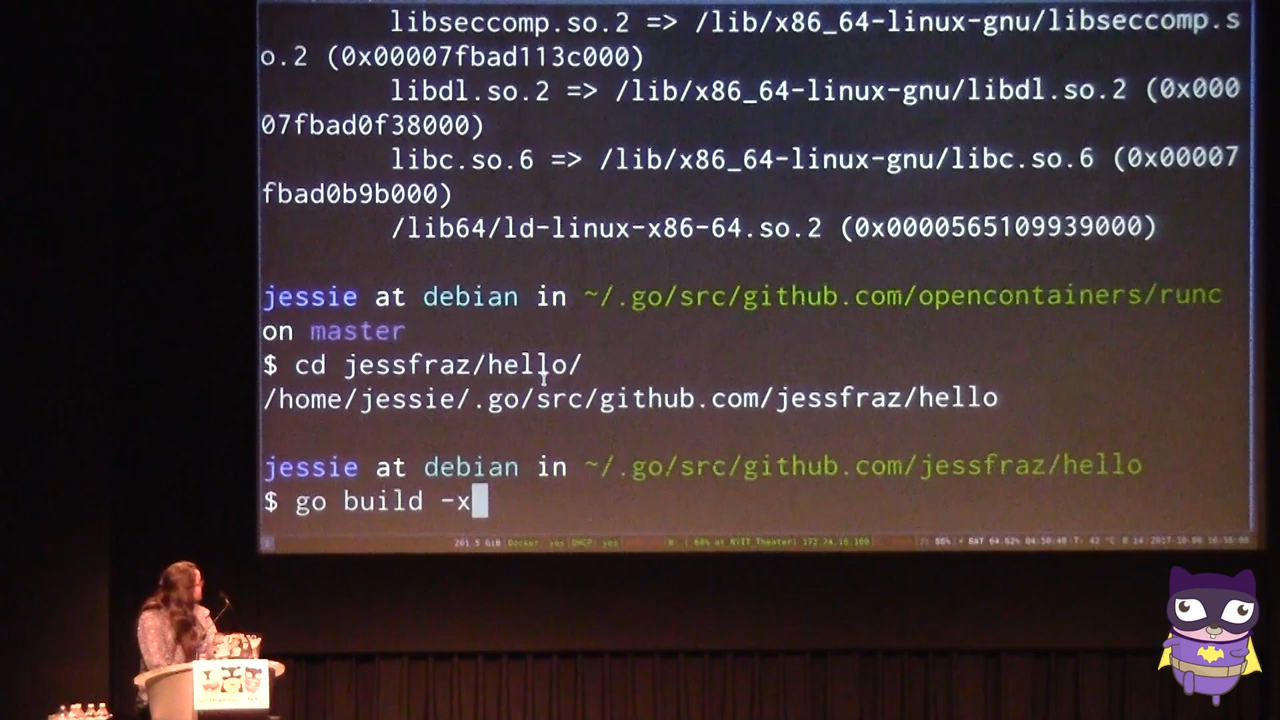 libseccomp.so.2 => /lib/x86_64-linux-gnu/libseccomp.s
o.2 (0x00007fbad113c000)
libdl.so.2 => /lib/x86_64-linux-gnu/libdl.so.2 (0x000
07fbad0f38000)
libc.so.6 => /lib/x86_64-linux-gnu/libc.so.6 (0x00007
fbad0b9b000)
/lib64/ld-linux-x86-64.so.2 (0x0000565109939000)
jessie at debian in ~/.go/src/github.com/opencontainers/runc
on master
$ cd jessfraz/hello/
/home/jessie/.go/src/github.com/jessfraz/hello
jessie at debian in ~/.go/src/github.com/jessfraz/hello
$ go build -x
Docker: yes DHCP: yes